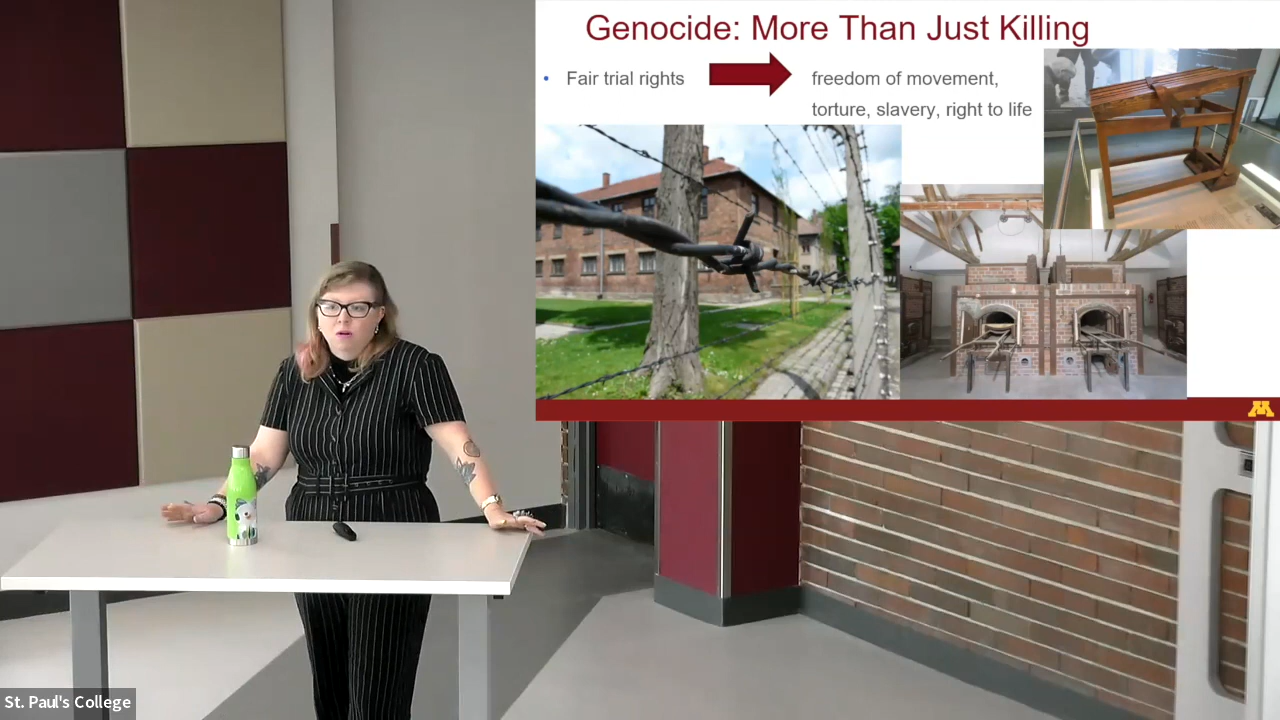 Genocide: More Than Just Killing
• Fair trial rights
freedom of movement,
torture, slavery, right to life
M
St. Paul's College